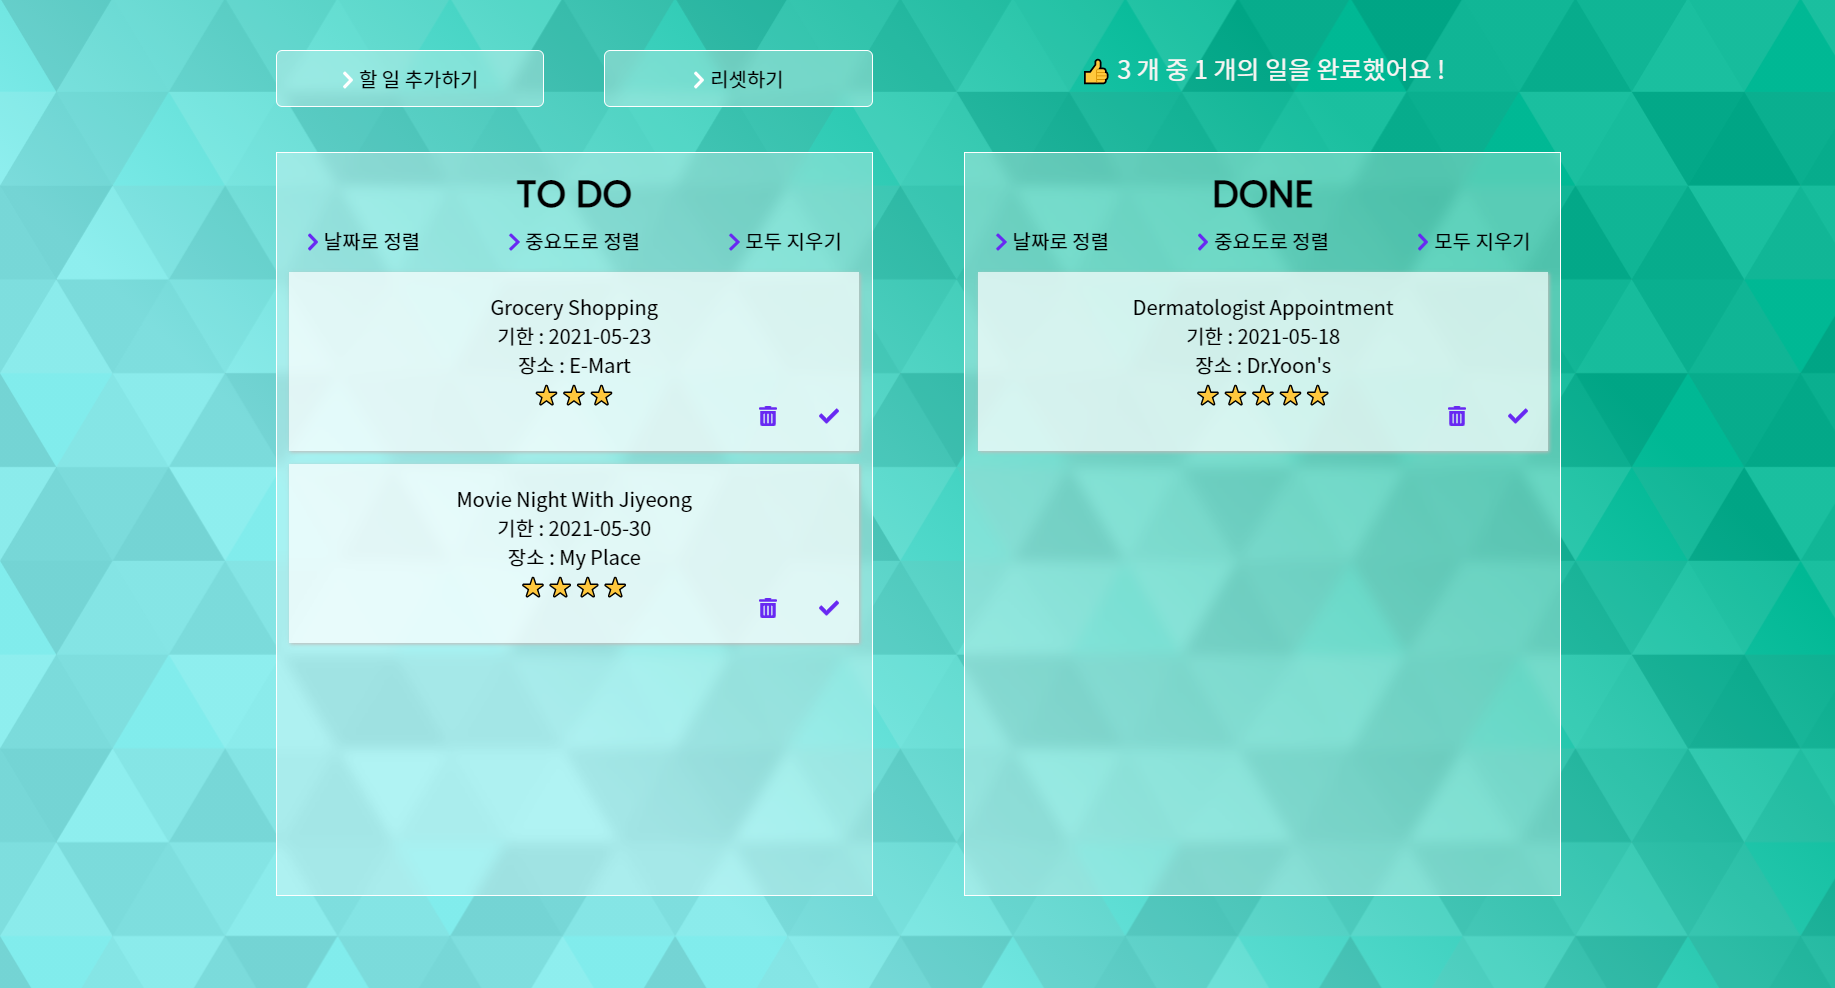 할 일 추가하기
리셋하기
3 개 중 1 개의 일을 완료했어요 !
TO DO
날짜로 정렬
중요도로 정렬
모두 지우기
Grocery Shopping
기한 : 2021-05-23
장소 : E-Mart
Movie Night With Jiyeong
기한 : 2021-05-30
장소 : My Place
DONE
날짜로 정렬
중요도로 정렬
모두 지우기
Dermatologist Appointment
기한 : 2021-05-18
장소 : Dr.Yoon's